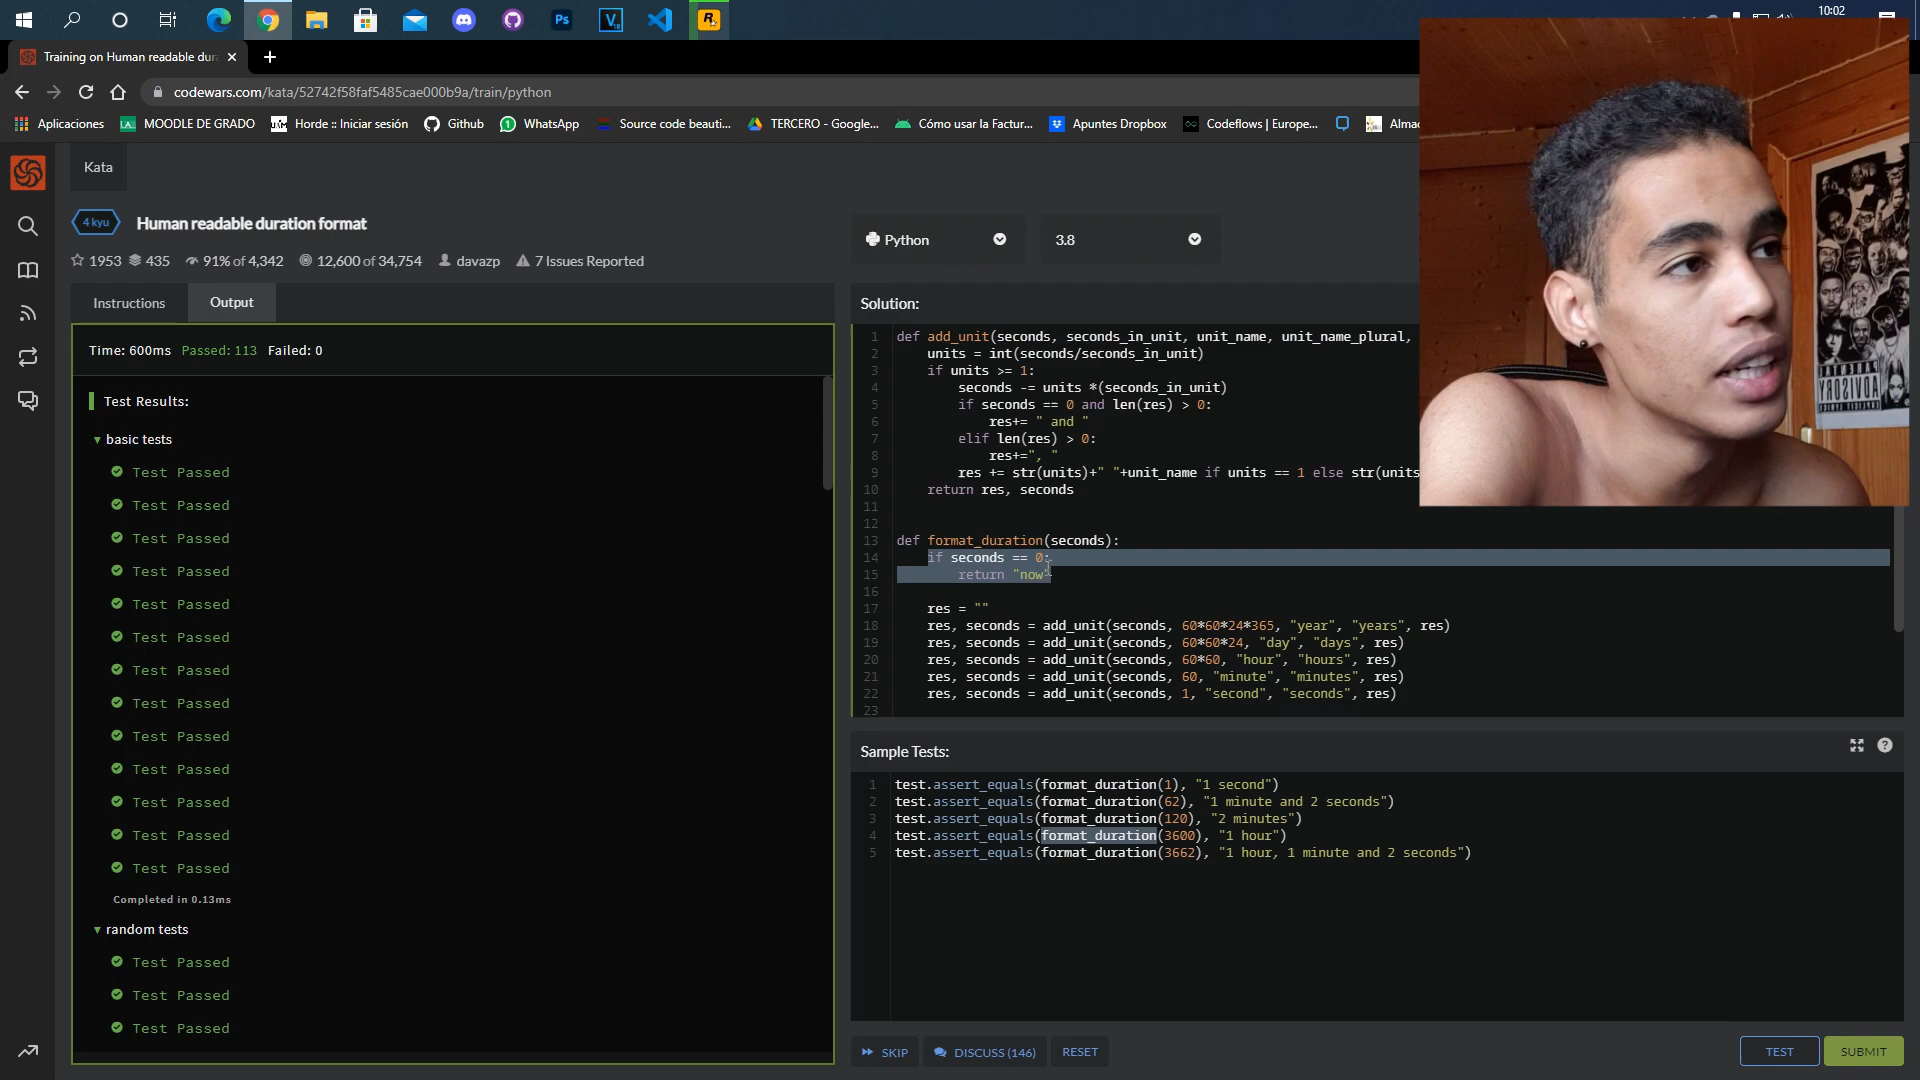 10:02
Training on Human readable dur
codewars.com/kata/52742f58faf5485cae000b9a/train/python
Aplicaciones
MOODLE DE GRADO
Horde :: Iniciar sesión
Github
WhatsApp
Source code beauti...
TERCERO - Google...
Cómo usar la Factur...
Apuntes Dropbox
Codeflows | Europe...
Almac
Kata
4 kyu
Human readable duration format
1953 435 91% of 4,342 12,600 of 34,754 davazp 7 Issues Reported
Python
3.8
Instructions
Output
Time: 600ms Passed: 113 Failed: 0
Test Results:
basic tests
Test Passed
Test Passed
Test Passed
Test Passed
Test Passed
Test Passed
Test Passed
Test Passed
Test Passed
Test Passed
Test Passed
Test Passed
Test Passed
Completed in 0.13ms
random tests
Test Passed
Test Passed
Test Passed
Solution:
1 def add_unit(seconds, seconds_in_unit, unit_name, unit_name_plural,
2 units = int(seconds/seconds_in_unit)
3 if units >= 1:
4 seconds -= units *(seconds_in_unit)
5 if seconds == 0 and len(res) > 0:
6 res+= " and "
7 elif len(res) > 0:
8 res+=", "
9 res += str(units)+" "+unit_name if units == 1 else str(units
10 return res, seconds
11
12
13 def format_duration(seconds):
14 if seconds == 0:
15 return "now"
16
17 res = ""
18 res, seconds = add_unit(seconds, 60*60*24*365, "year", "years", res)
19 res, seconds = add_unit(seconds, 60*60*24, "day", "days", res)
20 res, seconds = add_unit(seconds, 60*60, "hour", "hours", res)
21 res, seconds = add_unit(seconds, 60, "minute", "minutes", res)
22 res, seconds = add_unit(seconds, 1, "second", "seconds", res)
23
Sample Tests:
1 test.assert_equals(format_duration(1), "1 second")
2 test.assert_equals(format_duration(62), "1 minute and 2 seconds")
3 test.assert_equals(format_duration(120), "2 minutes")
4 test.assert_equals(format_duration(3600), "1 hour")
5 test.assert_equals(format_duration(3662), "1 hour, 1 minute and 2 seconds")
SKIP
DISCUSS (146)
RESET
TEST
SUBMIT